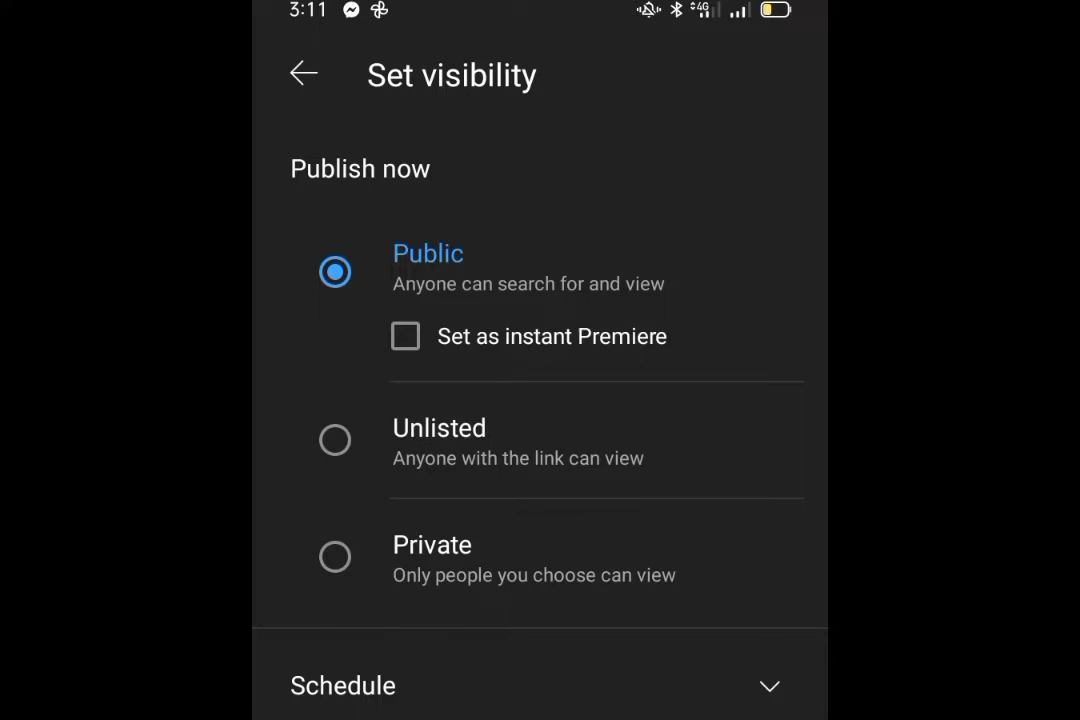 3:11
4G
Set visibility
Publish now
Public
Anyone can search for and view
Set as instant Premiere
Unlisted
Anyone with the link can view
Private
Only people you choose can view
Schedule